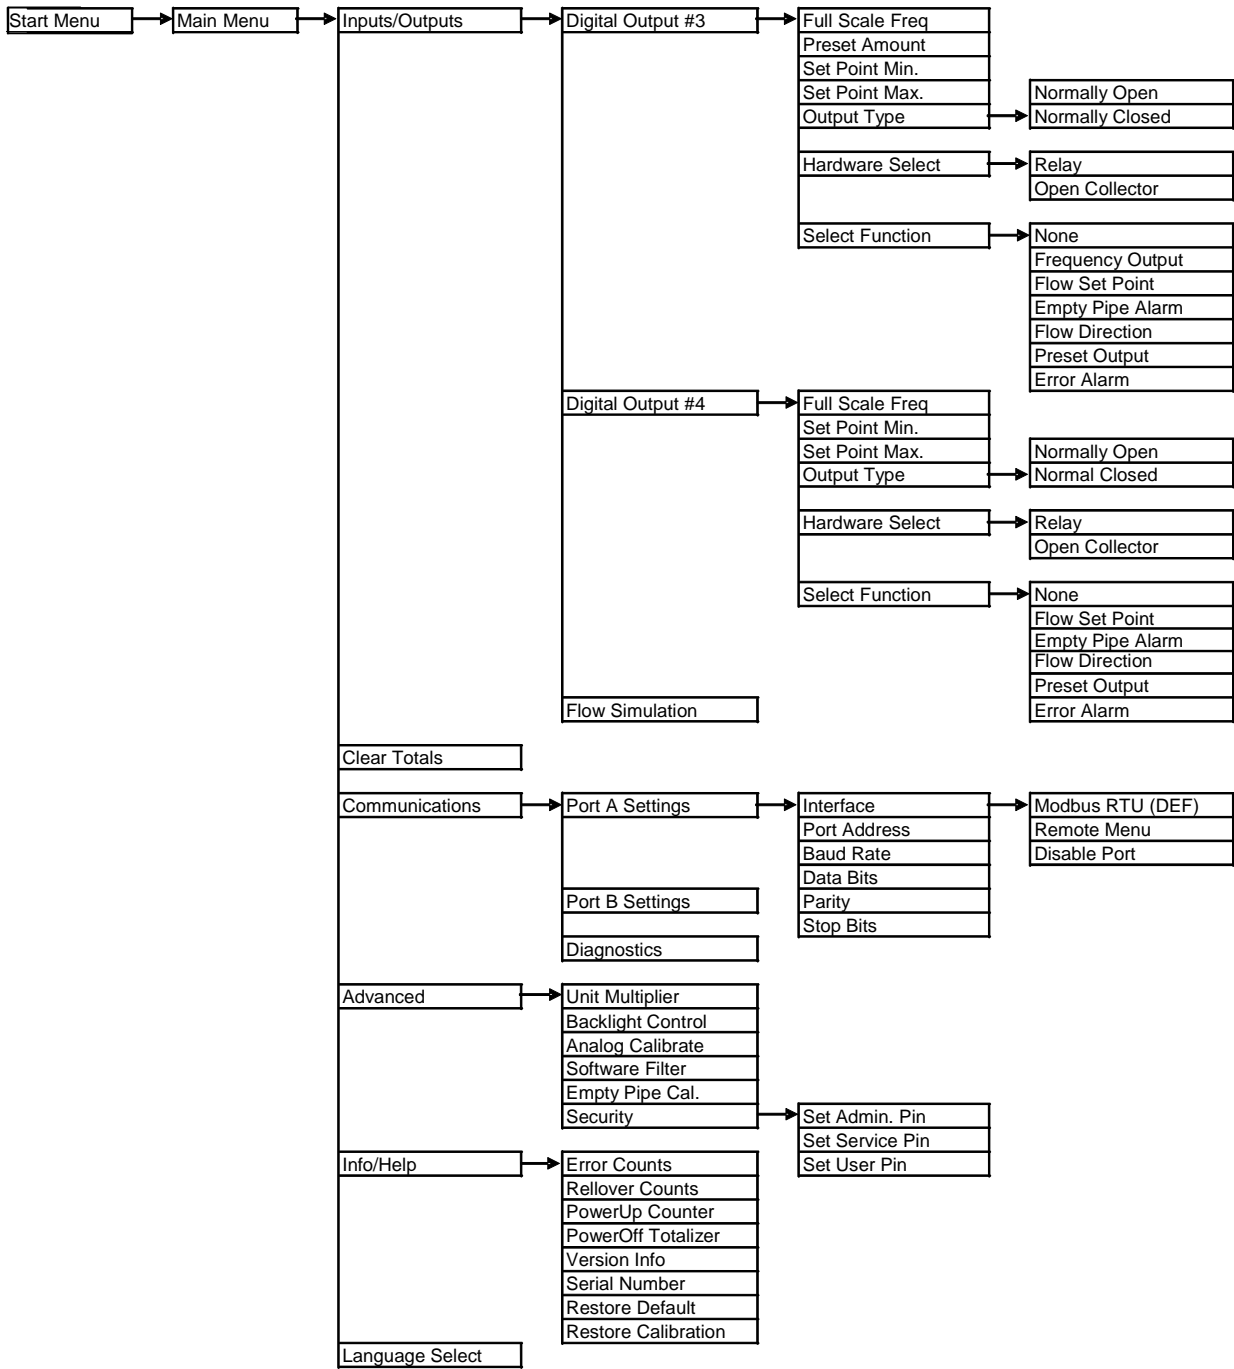 Start Menu
Main Menu
Inputs/Outputs
Digital Output #3
Full Scale Freq
Preset Amount
Set Point Min.
Set Point Max.
Normally Open
Output Type
Normally Closed
Hardware Select
Relay
Open Collector
Select Function
None
Frequency Output
Flow Set Point
Empty Pipe Alarm
Flow Direction
Preset Output
Error Alarm
Digital Output #4
Full Scale Freq
Set Point Min.
Set Point Max.
Normally Open
Output Type
Normal Closed
Hardware Select
Relay
Open Collector
Select Function
None
Flow Set Point
Empty Pipe Alarm
Flow Direction
Preset Output
Error Alarm
Flow Simulation
Clear Totals
Communications
Port A Settings
Interface
Modbus RTU (DEF)
Port Address
Remote Menu
Baud Rate
Disable Port
Data Bits
Port B Settings
Parity
Stop Bits
Diagnostics
Advanced
Unit Multiplier
Backlight Control
Analog Calibrate
Software Filter
Empty Pipe Cal.
Security
Set Admin. Pin
Set Service Pin
Set User Pin
Info/Help
Error Counts
Rellover Counts
PowerUp Counter
PowerOff Totalizer
Version Info
Serial Number
Restore Default
Restore Calibration
Language Select